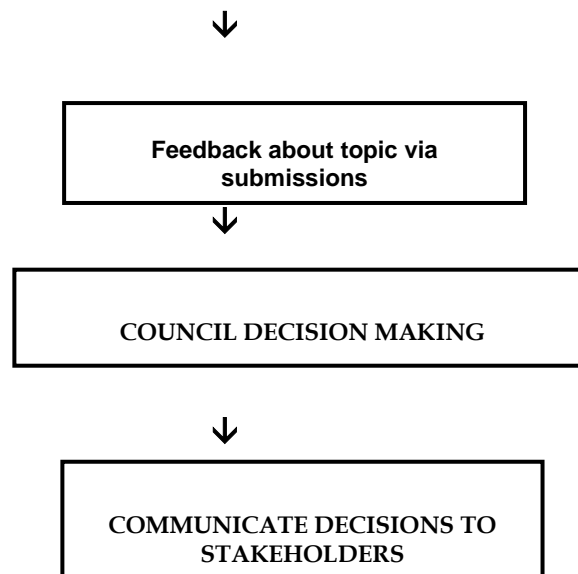 Feedback about topic via
submissions
COUNCIL DECISION MAKING
COMMUNICATE DECISIONS TO
STAKEHOLDERS